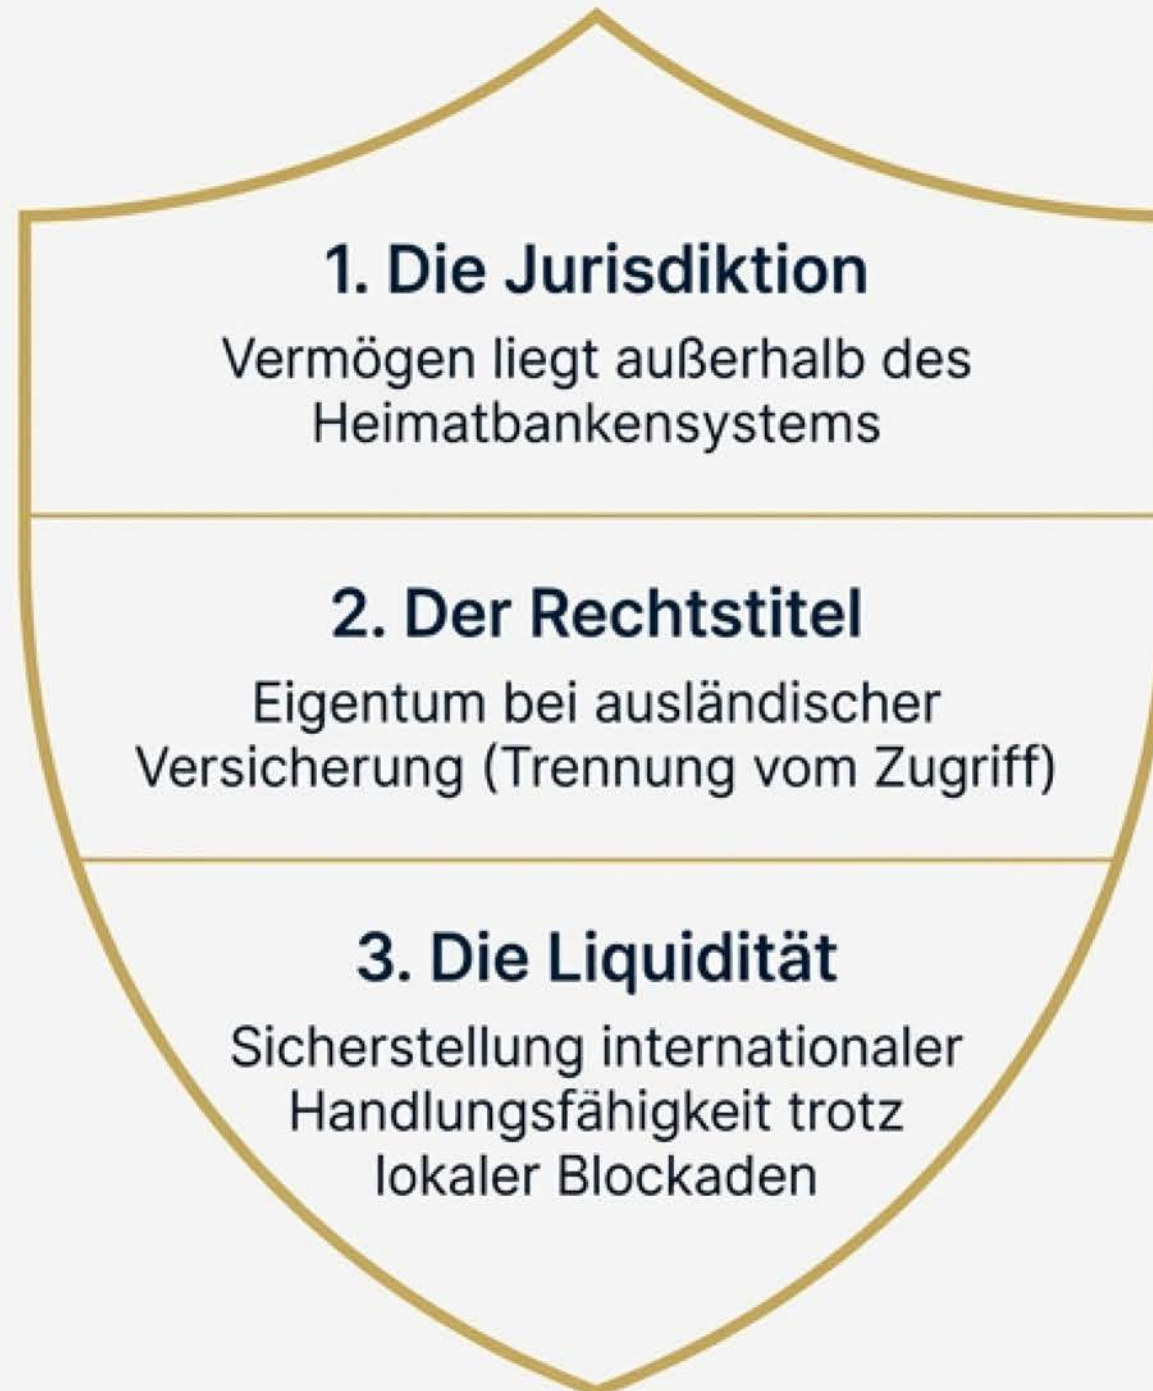 1. Die Jurisdiktion
Vermögen liegt außerhalb des
Heimatbankensystems
2. Der Rechtstitel
Eigentum bei ausländischer
Versicherung (Trennung vom Zugriff)
3. Die Liquidität
Sicherstellung internationaler
Handlungsfähigkeit trotz
lokaler Blockaden